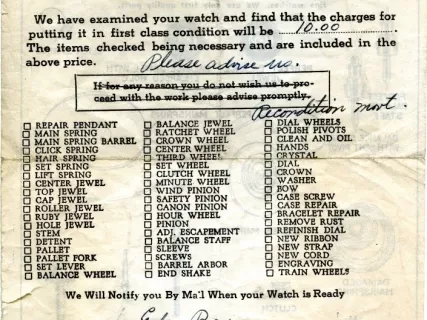 We have examined your watch and find that the charges for
putting it in first class condition will be 10.00
The items checked being necessary and are included in the
above price. Please advise us.
If for any reason you do not wish us to pro-
ceed with the work please advise promptly.
Recondition movt.
REPAIR PENDANT
MAIN SPRING
MAIN SPRING BARREL
CLICK SPRING
HAIR SPRING
SET SPRING
LIFT SPRING
CENTER JEWEL
TOP JEWEL
CAP JEWEL
ROLLER JEWEL
RUBY JEWEL
HOLE JEWEL
STEM
DETENT
PALLET
PALLET FORK
SET LEVER
BALANCE WHEEL
BALANCE JEWEL
RATCHET WHEEL
CROWN WHEEL
CENTER WHEEL
THIRD WHEEL
SET WHEEL
CLUTCH WHEEL
MINUTE WHEEL
WIND PINION
SAFETY PINION
CANON PINION
HOUR WHEEL
PINION
ADJ. ESCAPEMENT
BALANCE STAFF
SLEEVE
SCREWS
BARREL ARBOR
END SHAKE
DIAL WHEELS
POLISH PIVOTS
CLEAN AND OIL
HANDS
CRYSTAL
DIAL
CROWN
WASHER
BOW
CASE SCREW
CASE REPAIR
BRACELET REPAIR
REMOVE RUST
REFINISH DIAL
NEW RIBBON
NEW STRAP
NEW CORD
ENGRAVING
TRAIN WHEELS
We Will Notify you By Mail When your Watch is Ready